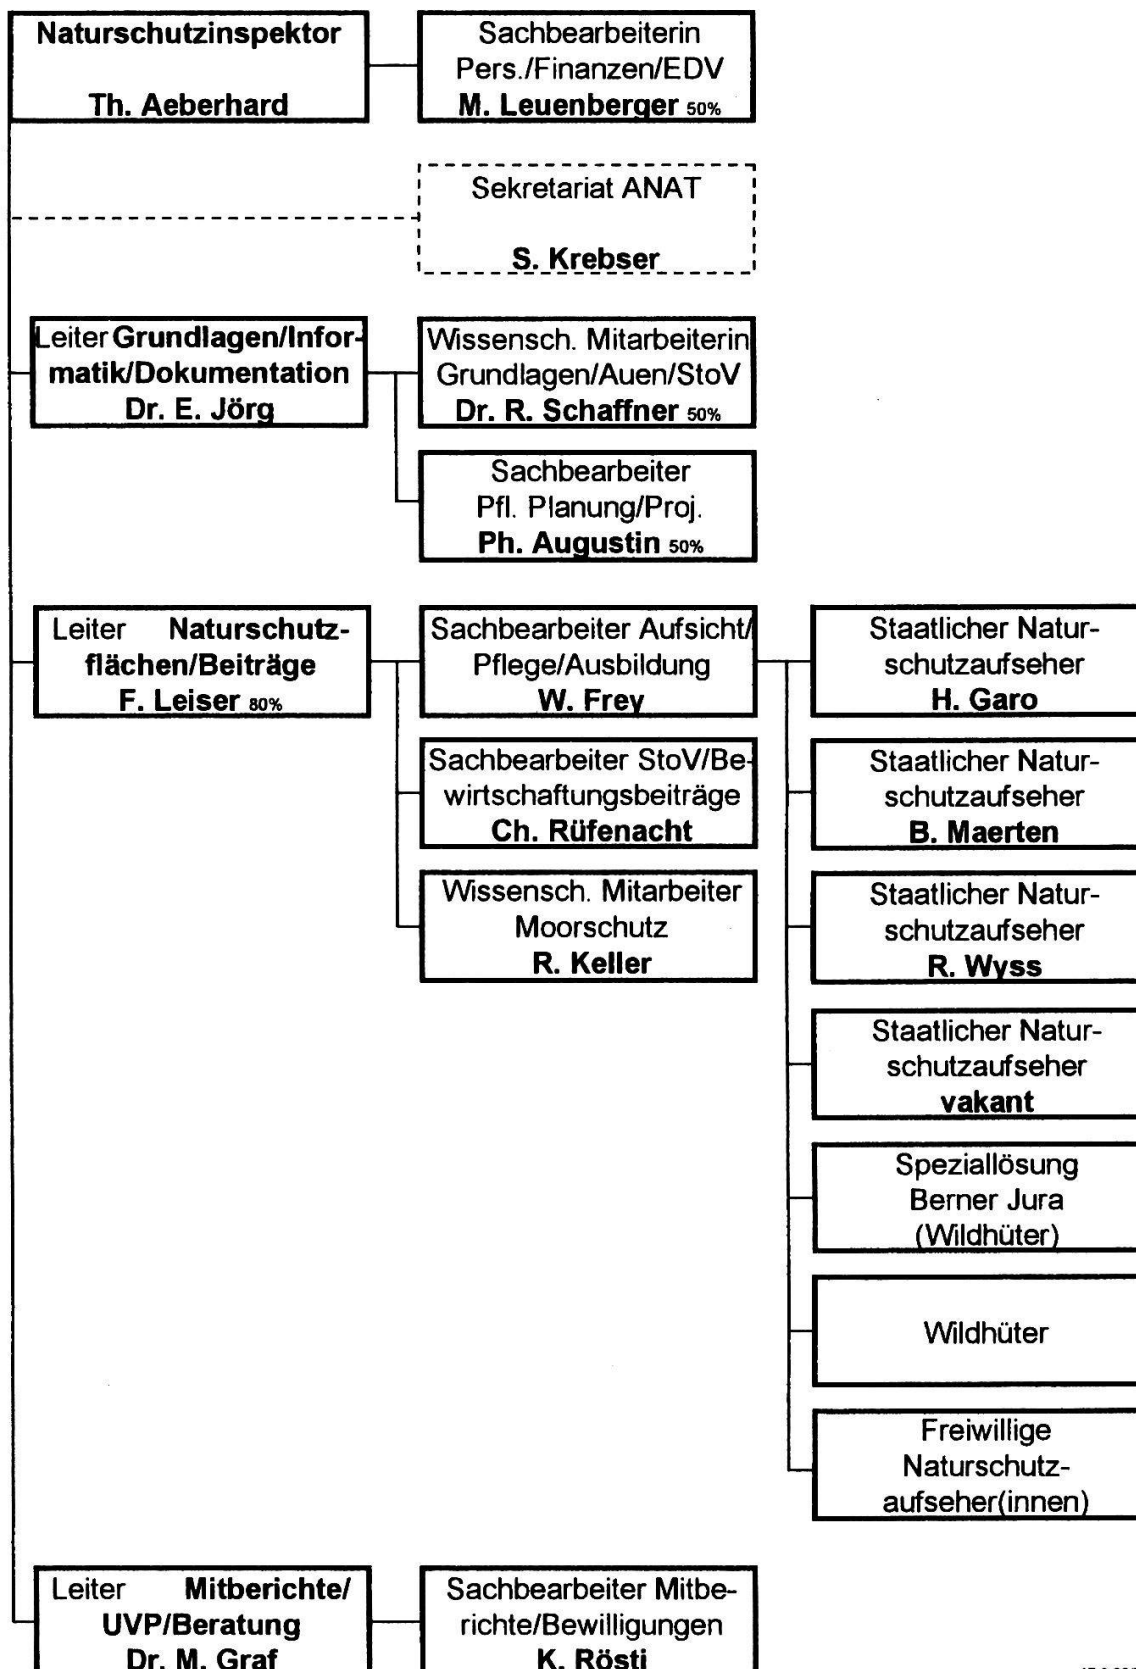 Naturschutzinspektor
Th. Aeberhard
Sachbearbeiterin
Pers./Finanzen/EDV
M. Leuenberger 50%
Sekretariat ANAT
S. Krebser
Leiter Grundlagen/Infor-
matik/Dokumentation
Dr. E. Jörg
Wissensch. Mitarbeiterin
Grundlagen/Auen/StoV
Dr. R. Schaffner 50%
Sachbearbeiter
Pfl. Planung/Proj.
Ph. Augustin 50%
Leiter Naturschutz-
flächen/Beiträge
F. Leiser 80%
Sachbearbeiter Aufsicht/
Pflege/Ausbildung
W. Frey
Staatlicher Natur-
schutzaufseher
H. Garo
Sachbearbeiter StoV/Be-
wirtschaftungsbeiträge
Ch. Rüfenacht
Staatlicher Natur-
schutzaufseher
B. Maerten
Wissensch. Mitarbeiter
Moorschutz
R. Keller
Staatlicher Natur-
schutzaufseher
R. Wyss
Staatlicher Natur-
schutzaufseher
vakant
Speziallösung
Berner Jura
(Wildhüter)
Wildhüter
Freiwillige
Naturschutz-
aufseher(innen)
Leiter Mitberichte/
UVP/Beratung
Dr. M. Graf
Sachbearbeiter Mitbe-
richte/Bewilligungen
K. Rösti